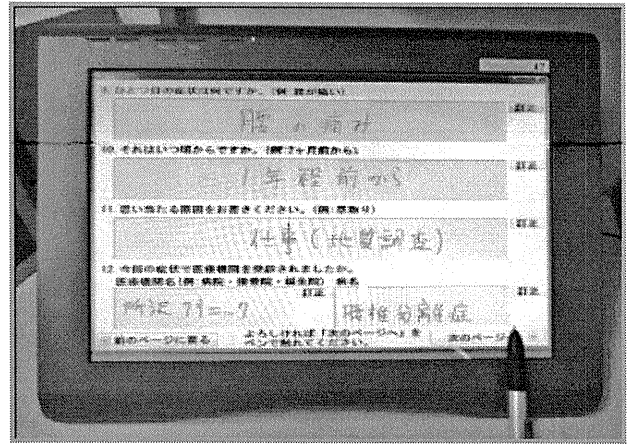 47
9. ひとつ目の症状は何ですか。(例:腰が痛い)
訂正
腰の痛み
10. それはいつ頃からですか。(例:2ヶ月前から)
訂正
1年程前から
11. 思い当たる原因をお書きください。(例:草取り)
訂正
仕事(地質調査)
12. 今回の症状で医療機関を受診されましたか。
医療機関名(例:病院・接骨院・鍼灸院) 病名
訂正 訂正
腰椎分離症
前のページに戻る よろしければ「次のページへ」を 次のページ
ペンで触れてください。